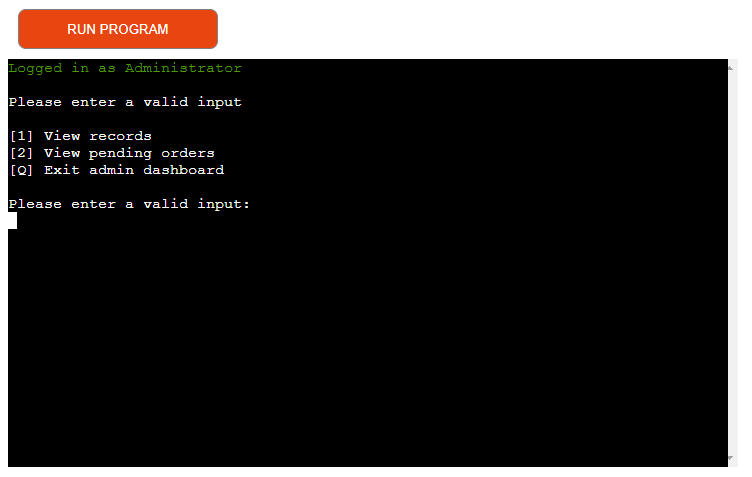 RUN PROGRAM
Logged in as Administrator
Please enter a valid input
[1] View records
[2] View pending orders
[Q] Exit admin dashboard
Please enter a valid input: